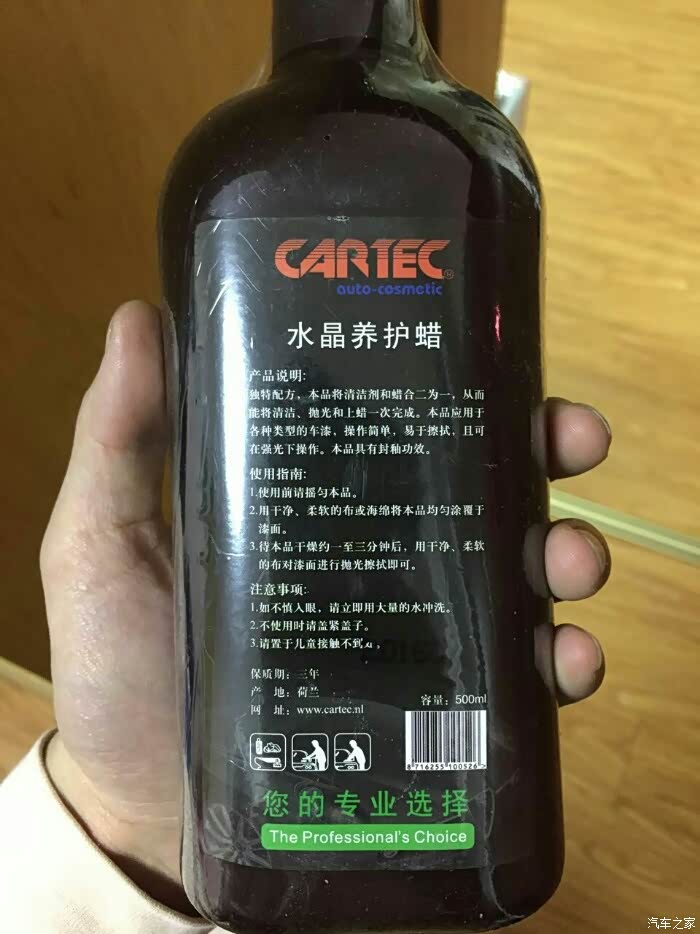 CARTEC
auto-cosmetic
水晶养护蜡
产品说明:
独特配方，本品将清洁剂和蜡合二为一，从而
能将清洁、抛光和上蜡一次完成。本品应用于
各种类型的车漆，操作简单，易于擦拭，且可
在强光下操作。本品具有封釉功效。
使用指南:
1.使用前请摇匀本品。
2.用干净、柔软的布或海绵将本品均匀涂覆于
漆面。
3.待本品干燥约一至三分钟后，用干净、柔软
的布对漆面进行抛光擦拭即可。
注意事项:
1.如不慎入眼，请立即用大量的水冲洗。
2.不使用时请盖紧盖子。
3.请置于儿童接触不到
保质期: 三年
产 地: 荷兰
容量: 500ml
网 址: www.cartec.nl
8 716255 100526
您的专业选择
The Professional's Choice
汽车之家